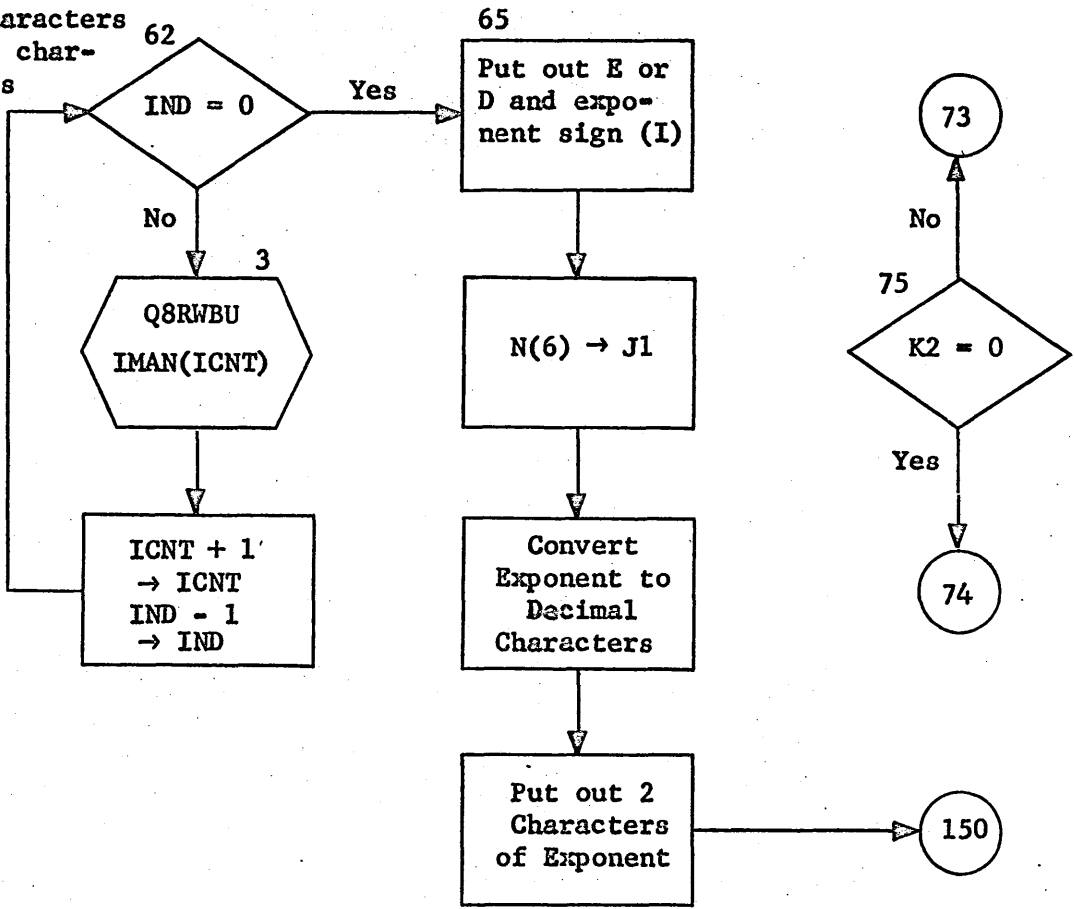 aracters
char-
s
62
IND = 0
Yes
No
3
Q8RWBU
IMAN(ICNT)
ICNT + 1
→ ICNT
IND - 1
→ IND
65
Put out E or
D and expo-
nent sign (I)
N(6) → J1
Convert
Exponent to
Decimal
Characters
Put out 2
Characters
of Exponent
150
73
No
75
K2 = 0
Yes
74